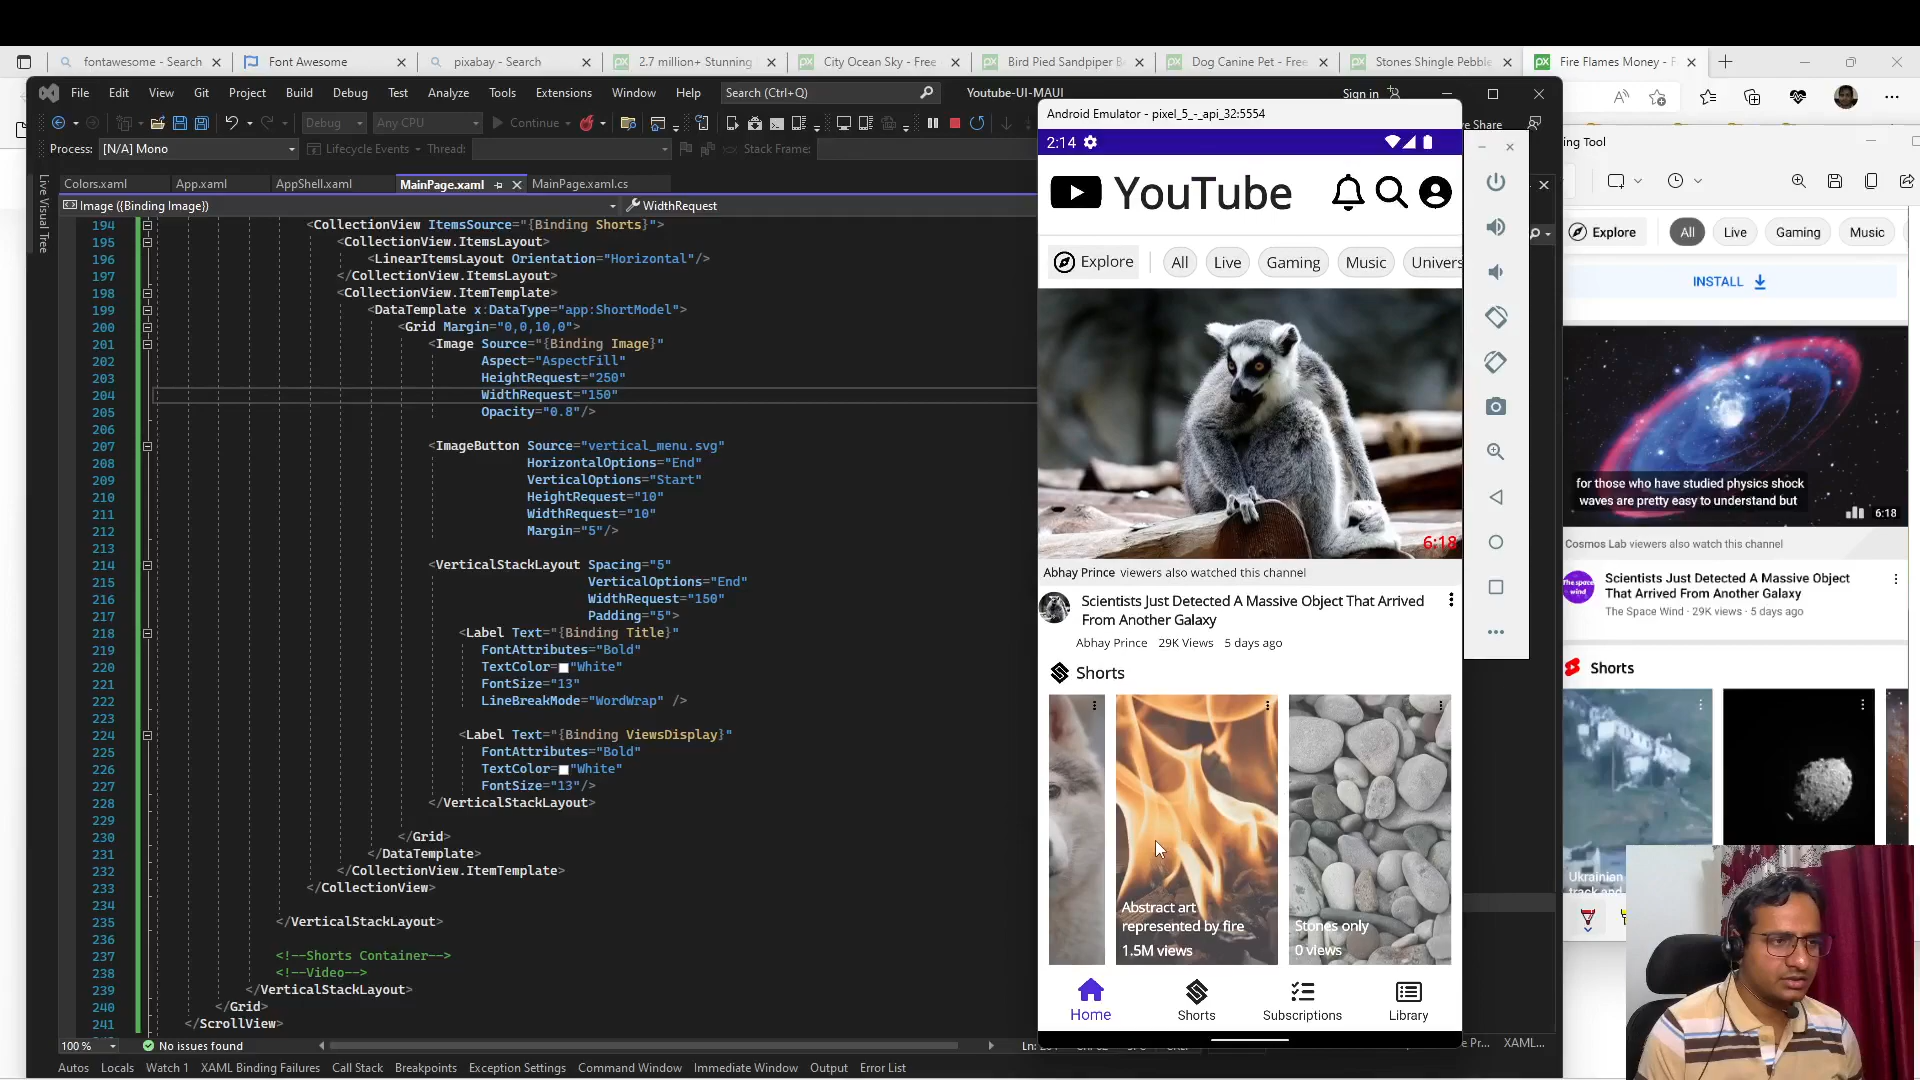 fontawesome - Search
Font Awesome
pixabay - Search
2.7 million+ Stunning
City Ocean Sky - Free
Bird Pied Sandpiper B
Dog Canine Pet - Free
Stones Shingle Pebble
Fire Flames Money - F
File Edit View Git Project Build Debug Test Analyze Tools Extensions Window Help
Search (Ctrl+Q)
Youtube-UI-MAUI
Sign in
Debug
Any CPU
Continue
Share
Process: [N/A] Mono
Lifecycle Events
Thread:
Stack Frame:
Colors.xaml
App.xaml
AppShell.xaml
MainPage.xaml
MainPage.xaml.cs
Image ({Binding Image})
WidthRequest
Live Visual Tree
194 <CollectionView ItemsSource="{Binding Shorts}">
195 <CollectionView.ItemsLayout>
196 <LinearItemsLayout Orientation="Horizontal"/>
197 </CollectionView.ItemsLayout>
198 <CollectionView.ItemTemplate>
199 <DataTemplate x:DataType="app:ShortModel">
200 <Grid Margin="0,0,10,0">
201 <Image Source="{Binding Image}"
202 Aspect="AspectFill"
203 HeightRequest="250"
204 WidthRequest="150"
205 Opacity="0.8"/>
206
207 <ImageButton Source="vertical_menu.svg"
208 HorizontalOptions="End"
209 VerticalOptions="Start"
210 HeightRequest="10"
211 WidthRequest="10"
212 Margin="5"/>
213
214 <VerticalStackLayout Spacing="5"
215 VerticalOptions="End"
216 WidthRequest="150"
217 Padding="5">
218 <Label Text="{Binding Title}"
219 FontAttributes="Bold"
220 TextColor="White"
221 FontSize="13"
222 LineBreakMode="WordWrap" />
223
224 <Label Text="{Binding ViewsDisplay}"
225 FontAttributes="Bold"
226 TextColor="White"
227 FontSize="13"/>
228 </VerticalStackLayout>
229
230 </Grid>
231 </DataTemplate>
232 </CollectionView.ItemTemplate>
233 </CollectionView>
234
235 </VerticalStackLayout>
236
237 <!--Shorts Container-->
238 <!--Video-->
239 </VerticalStackLayout>
240 </Grid>
241 </ScrollView>
100 %
No issues found
Autos Locals Watch 1 XAML Binding Failures Call Stack Breakpoints Exception Settings Command Window Immediate Window Output Error List
Android Emulator - pixel_5_-_api_32:5554
2:14
YouTube
Explore
All
Live
Gaming
Music
Univers
6:18
Abhay Prince viewers also watched this channel
Scientists Just Detected A Massive Object That Arrived
From Another Galaxy
Abhay Prince 29K Views 5 days ago
Shorts
Abstract art
represented by fire
1.5M views
Stones only
0 views
Home
Shorts
Subscriptions
Library
XAML...
ing Tool
Explore
All
Live
Gaming
Music
INSTALL
for those who have studied physics shock
waves are pretty easy to understand but
6:18
Cosmos Lab viewers also watch this channel
The space
wind
Scientists Just Detected A Massive Object
That Arrived From Another Galaxy
The Space Wind · 29K views · 5 days ago
Shorts
Ukrainian
track and